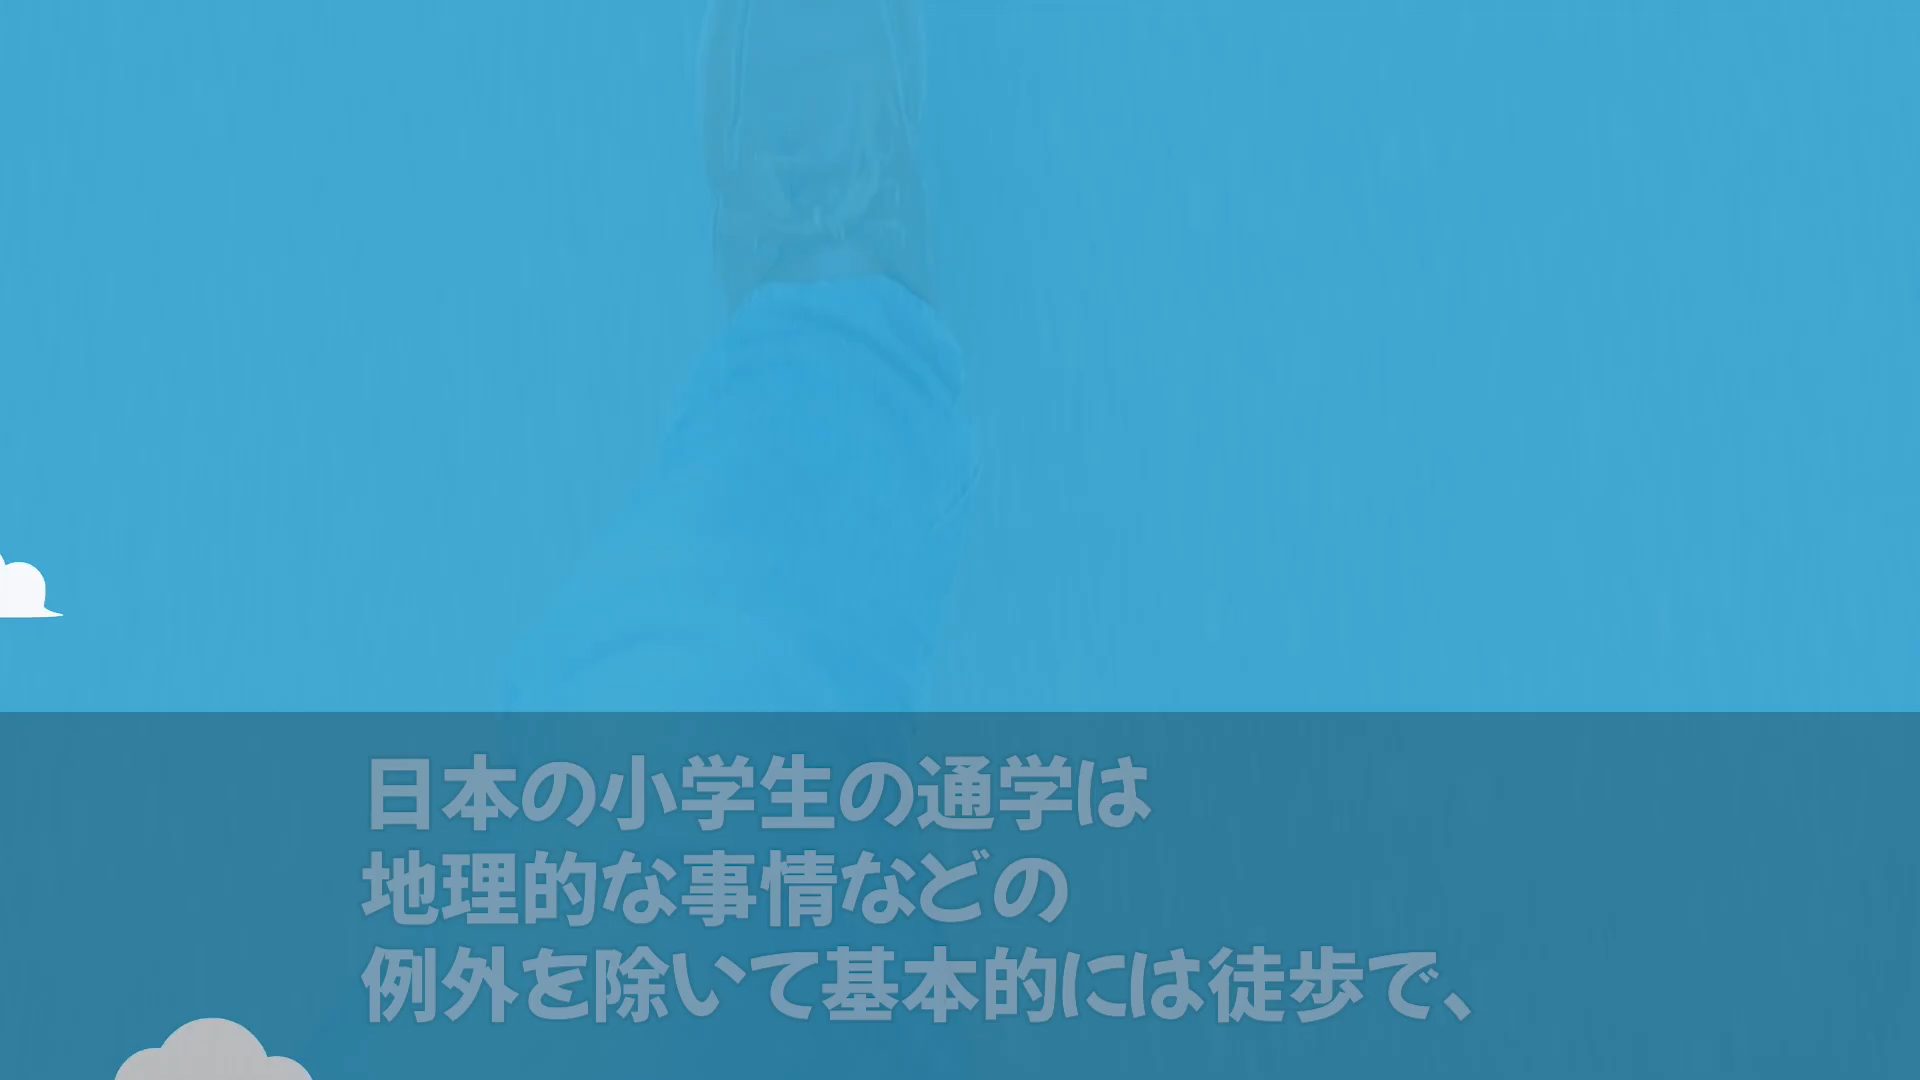 日本の小学生の通学は
地理的な事情などの
例外を除いて基本的には徒歩で、